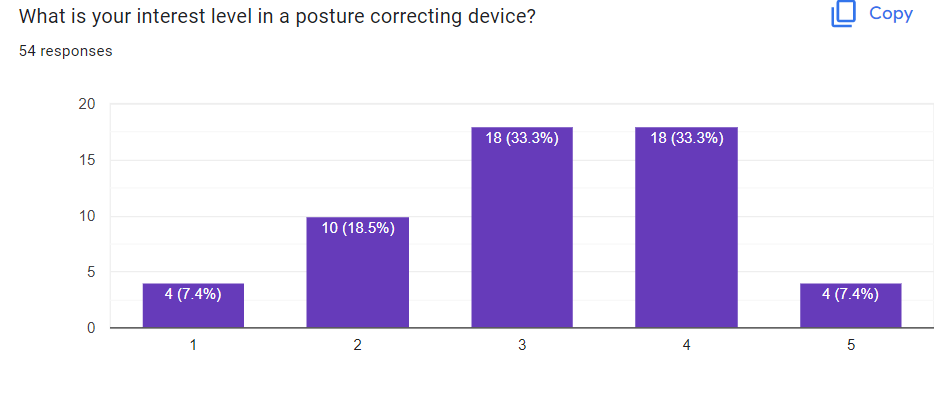 What is your interest level in a posture correcting device?
Copy
54 responses
20
15
10
5
0
4 (7.4%)
10 (18.5%)
18 (33.3%)
18 (33.3%)
4 (7.4%)
1 2 3 4 5